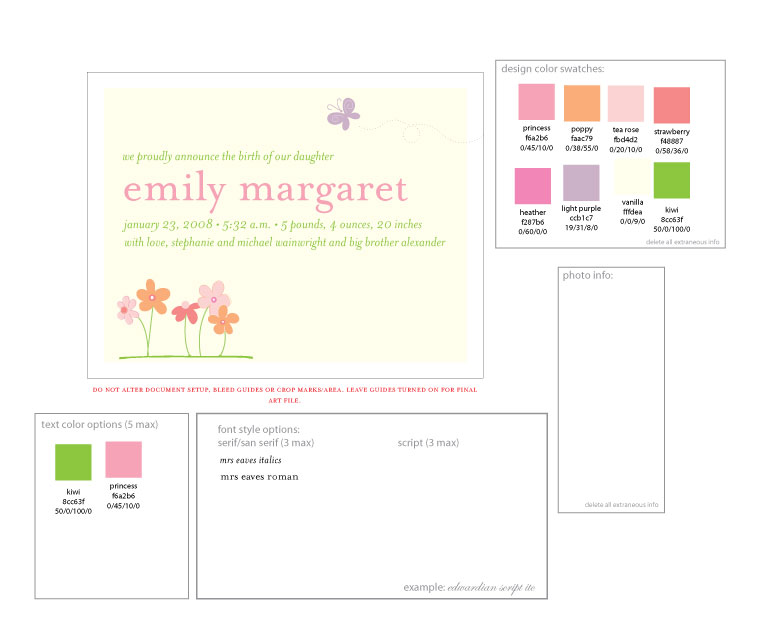 we proudly announce the birth of our daughter
emily margaret
january 23, 2008 • 5:32 a.m. • 5 pounds, 4 ounces, 20 inches
with love, stephanie and michael wainwright and big brother alexander
DO NOT ALTER DOCUMENT SETUP, BLEED GUIDES OR CROP MARKS/AREA. LEAVE GUIDES TURNED ON FOR FINAL
ART FILE.
design color swatches:
princess
f6a2b6
0/45/10/0
poppy
faac79
0/38/55/0
tea rose
fbd4d2
0/20/10/0
strawberry
f48887
0/58/36/0
heather
f287b6
0/60/0/0
light purple
ccb1c7
19/31/8/0
vanilla
fffdea
0/0/9/0
kiwi
8cc63f
50/0/100/0
delete all extraneous info
photo info:
delete all extraneous info
text color options (5 max)
kiwi
8cc63f
50/0/100/0
princess
f6a2b6
0/45/10/0
font style options:
serif/san serif (3 max)
script (3 max)
mrs eaves italics
mrs eaves roman
example: edwardian script itc